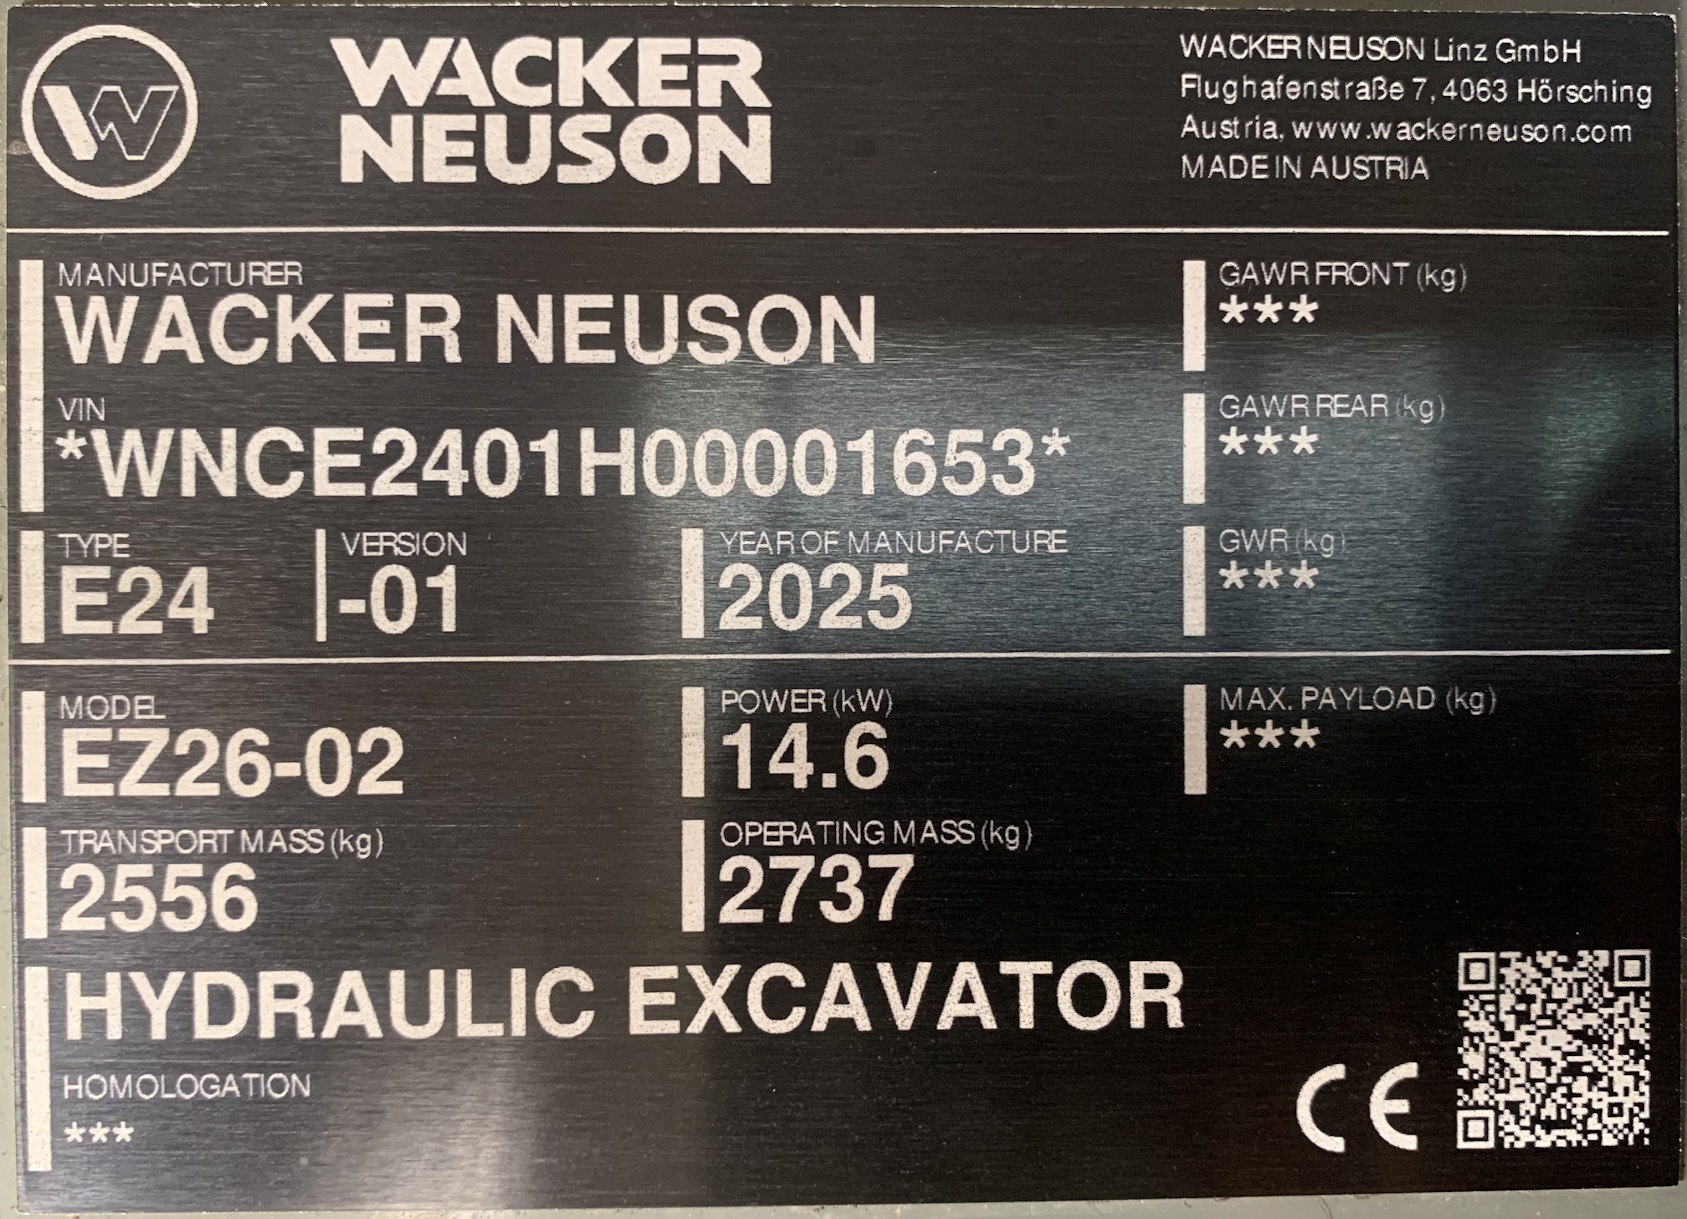 WACKER
NEUSON
WACKER NEUSON Linz GmbH
Flughafenstraße 7, 4063 Hörsching
Austria, www.wackerneuson.com
MADE IN AUSTRIA
MANUFACTURER
WACKER NEUSON
GAWR FRONT (kg)
***
VIN
*WNCE2401H00001653*
GAWR REAR (kg)
***
TYPE
E24
VERSION
-01
YEAR OF MANUFACTURE
2025
GWR (kg)
***
MODEL
EZ26-02
POWER (kW)
14.6
MAX. PAYLOAD (kg)
***
TRANSPORT MASS (kg)
2556
OPERATING MASS (kg)
2737
HYDRAULIC EXCAVATOR
HOMOLOGATION
***
CE